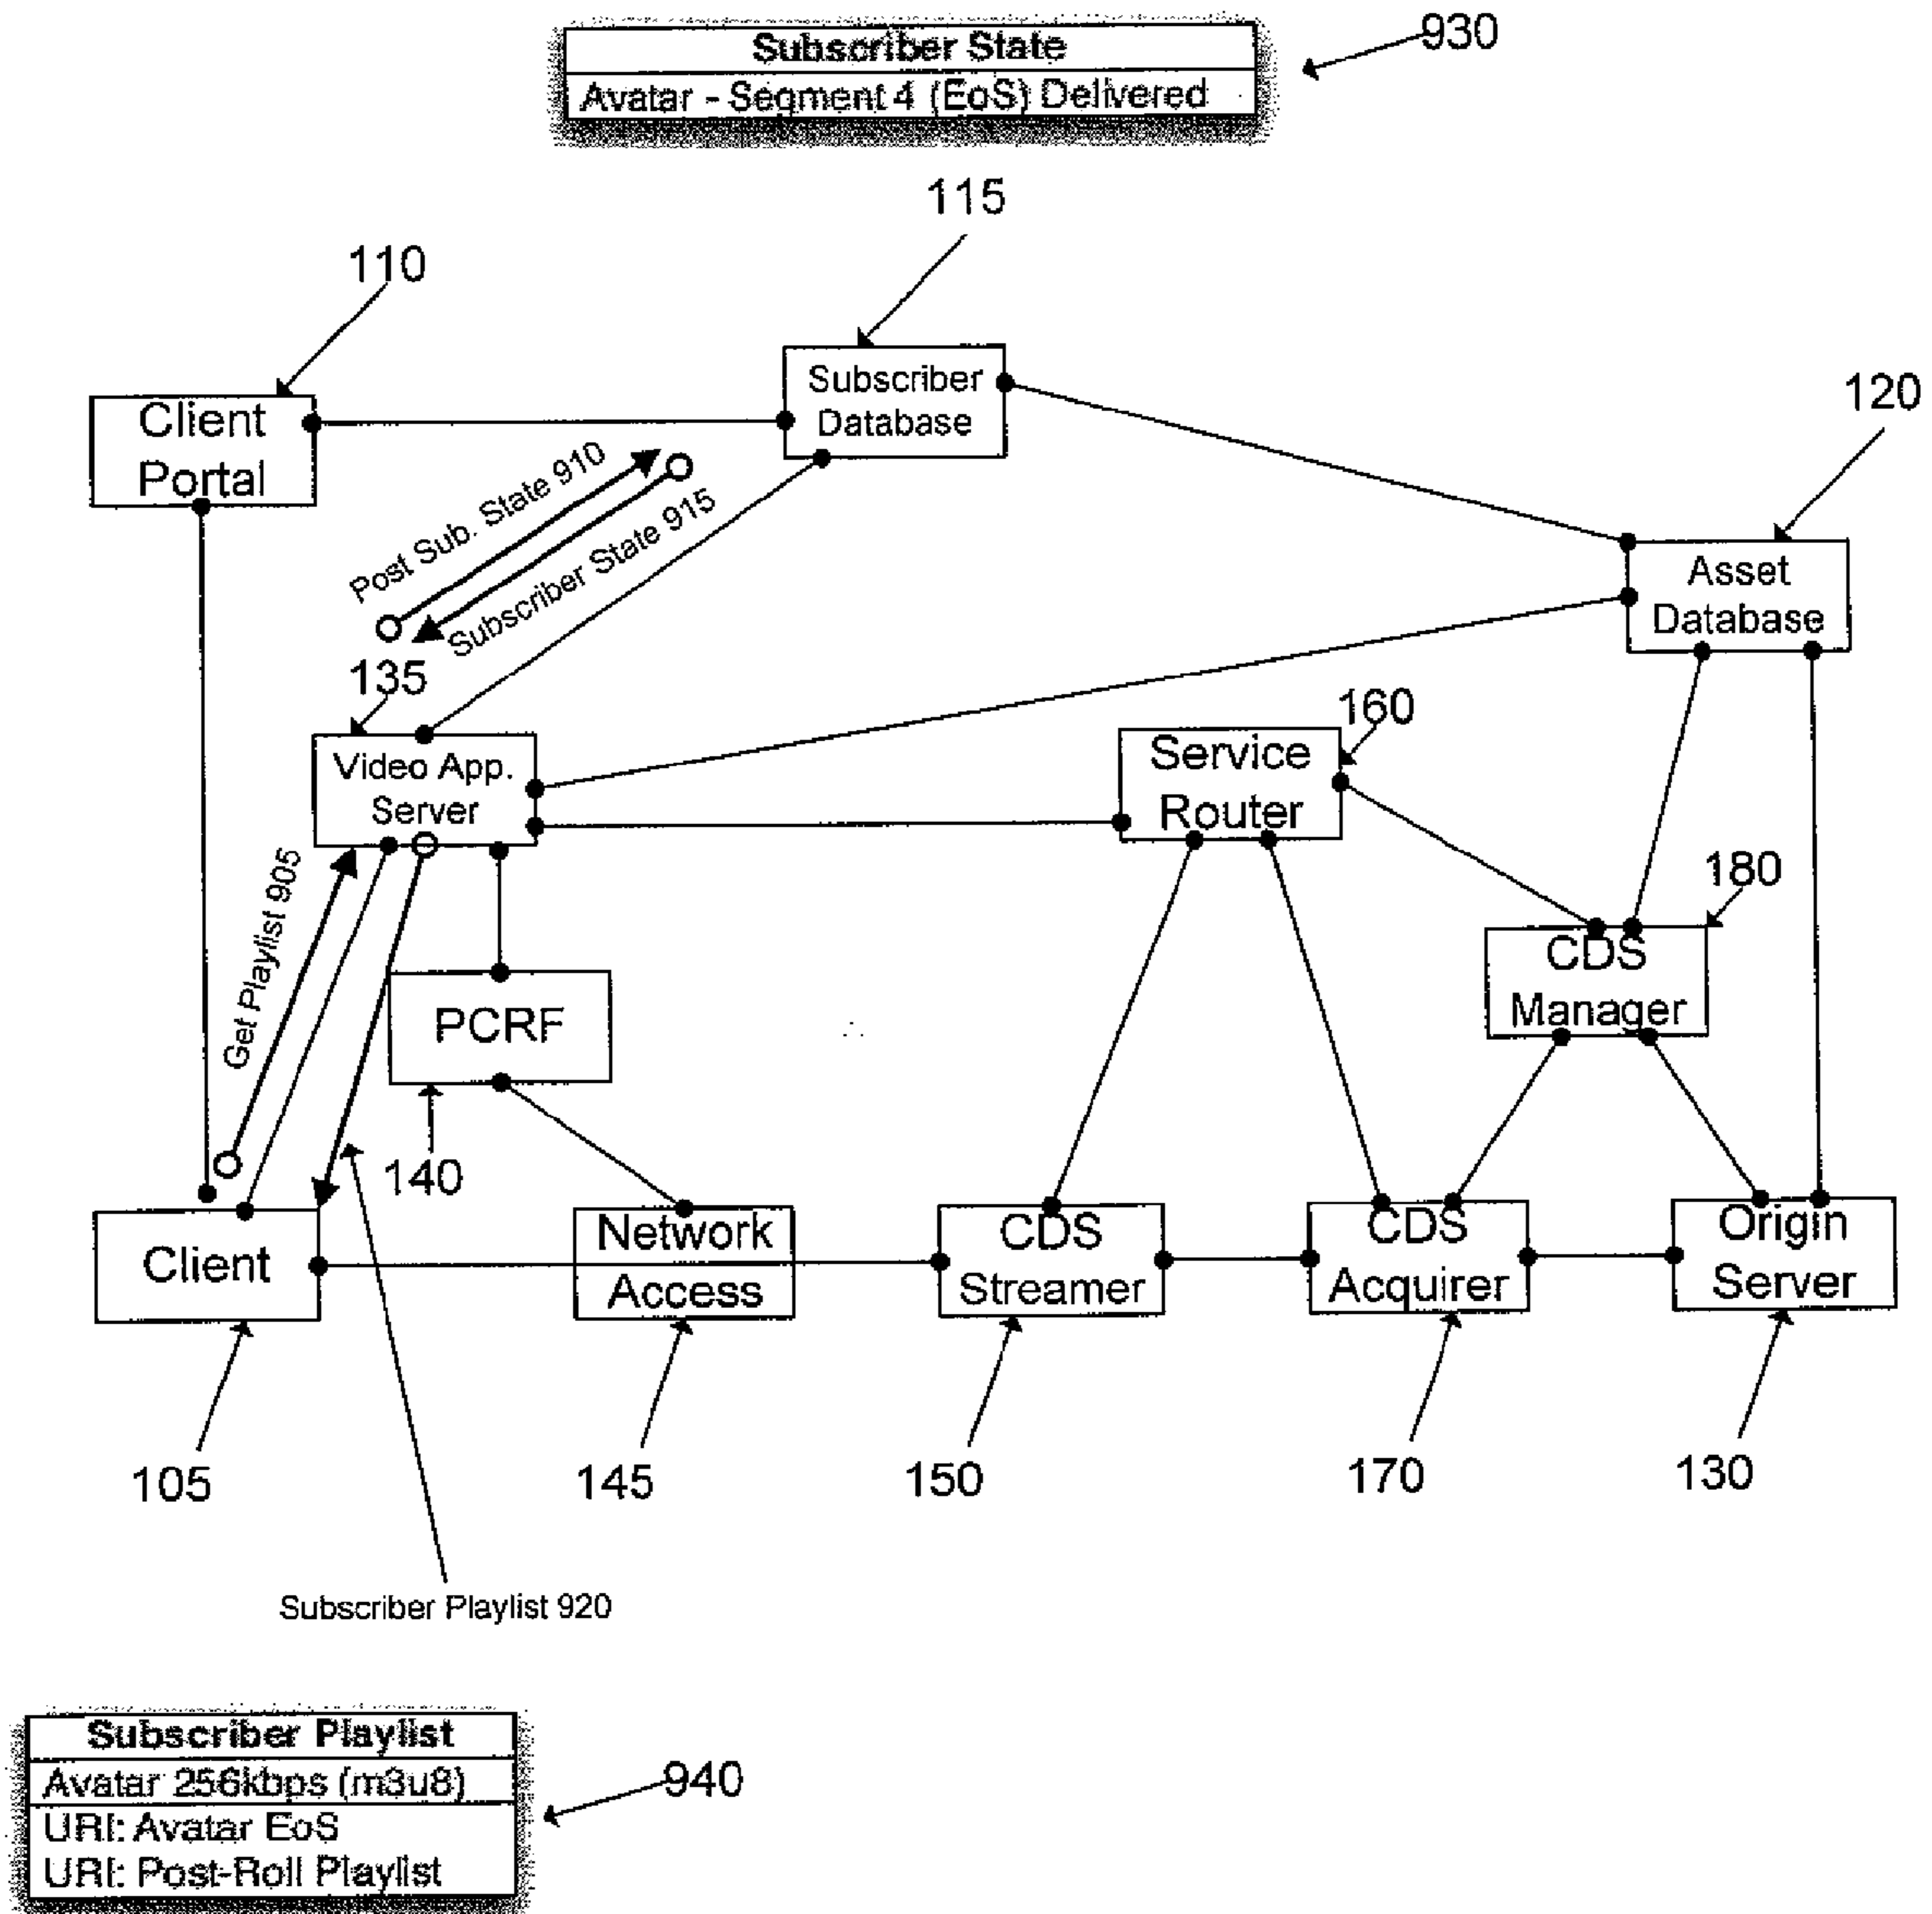 Subscriber State
930
Avatar - Segment 4 (EoS) Delivered
115
110
Subscriber
Database
120
Client
Portal
Post Sub. State 910
Subscriber State 915
Asset
Database
135
160
Video App.
Server
Service
Router
180
Get Playlist 905
CDS
Manager
PCRF
140
Client
Network
Access
CDS
Streamer
CDS
Acquirer
Origin
Server
105
145
150
170
130
Subscriber Playlist 920
Subscriber Playlist
Avatar 256kbps (m3u8)
940
URI: Avatar EoS
URI: Post-Roll Playlist